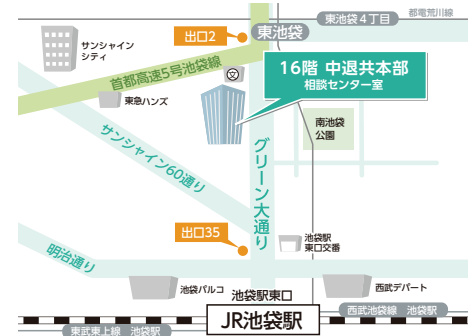 都電荒川線
東池袋4丁目
出口2
東池袋
サンシャイン
シティ
16階 中退共本部
相談センター室
首都高速5号池袋線
東急ハンズ
南池袋
公園
サンシャイン60通り
グリーン大通り
出口35
池袋駅
東口交番
明治通り
池袋パルコ
池袋駅東口
西武デパート
西武池袋線 池袋駅
JR池袋駅
東武東上線 池袋駅